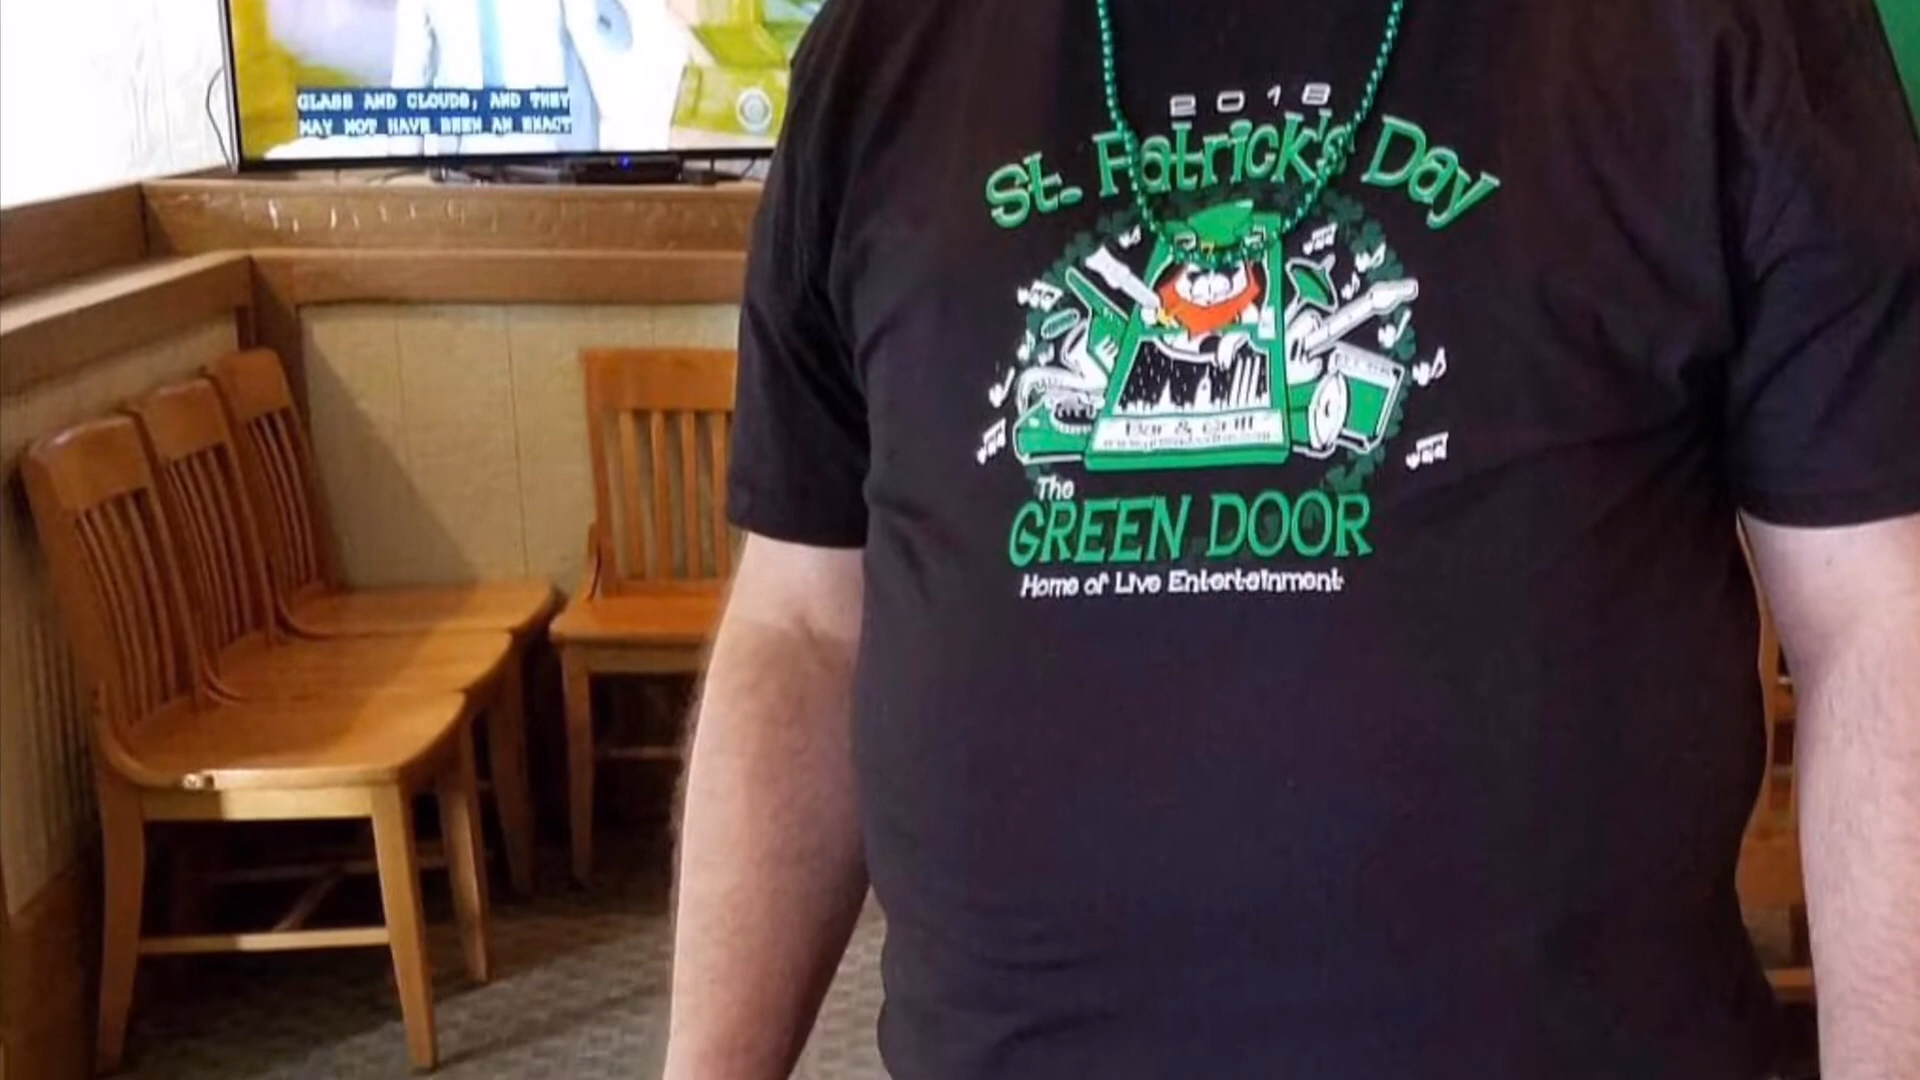 GLASS AND CLOUDS, AND THEY
MAY NOT HAVE BEEN AN EXACT
2018
St. Patrick's Day
Bar & Grill
The
GREEN DOOR
Home of Live Entertainment